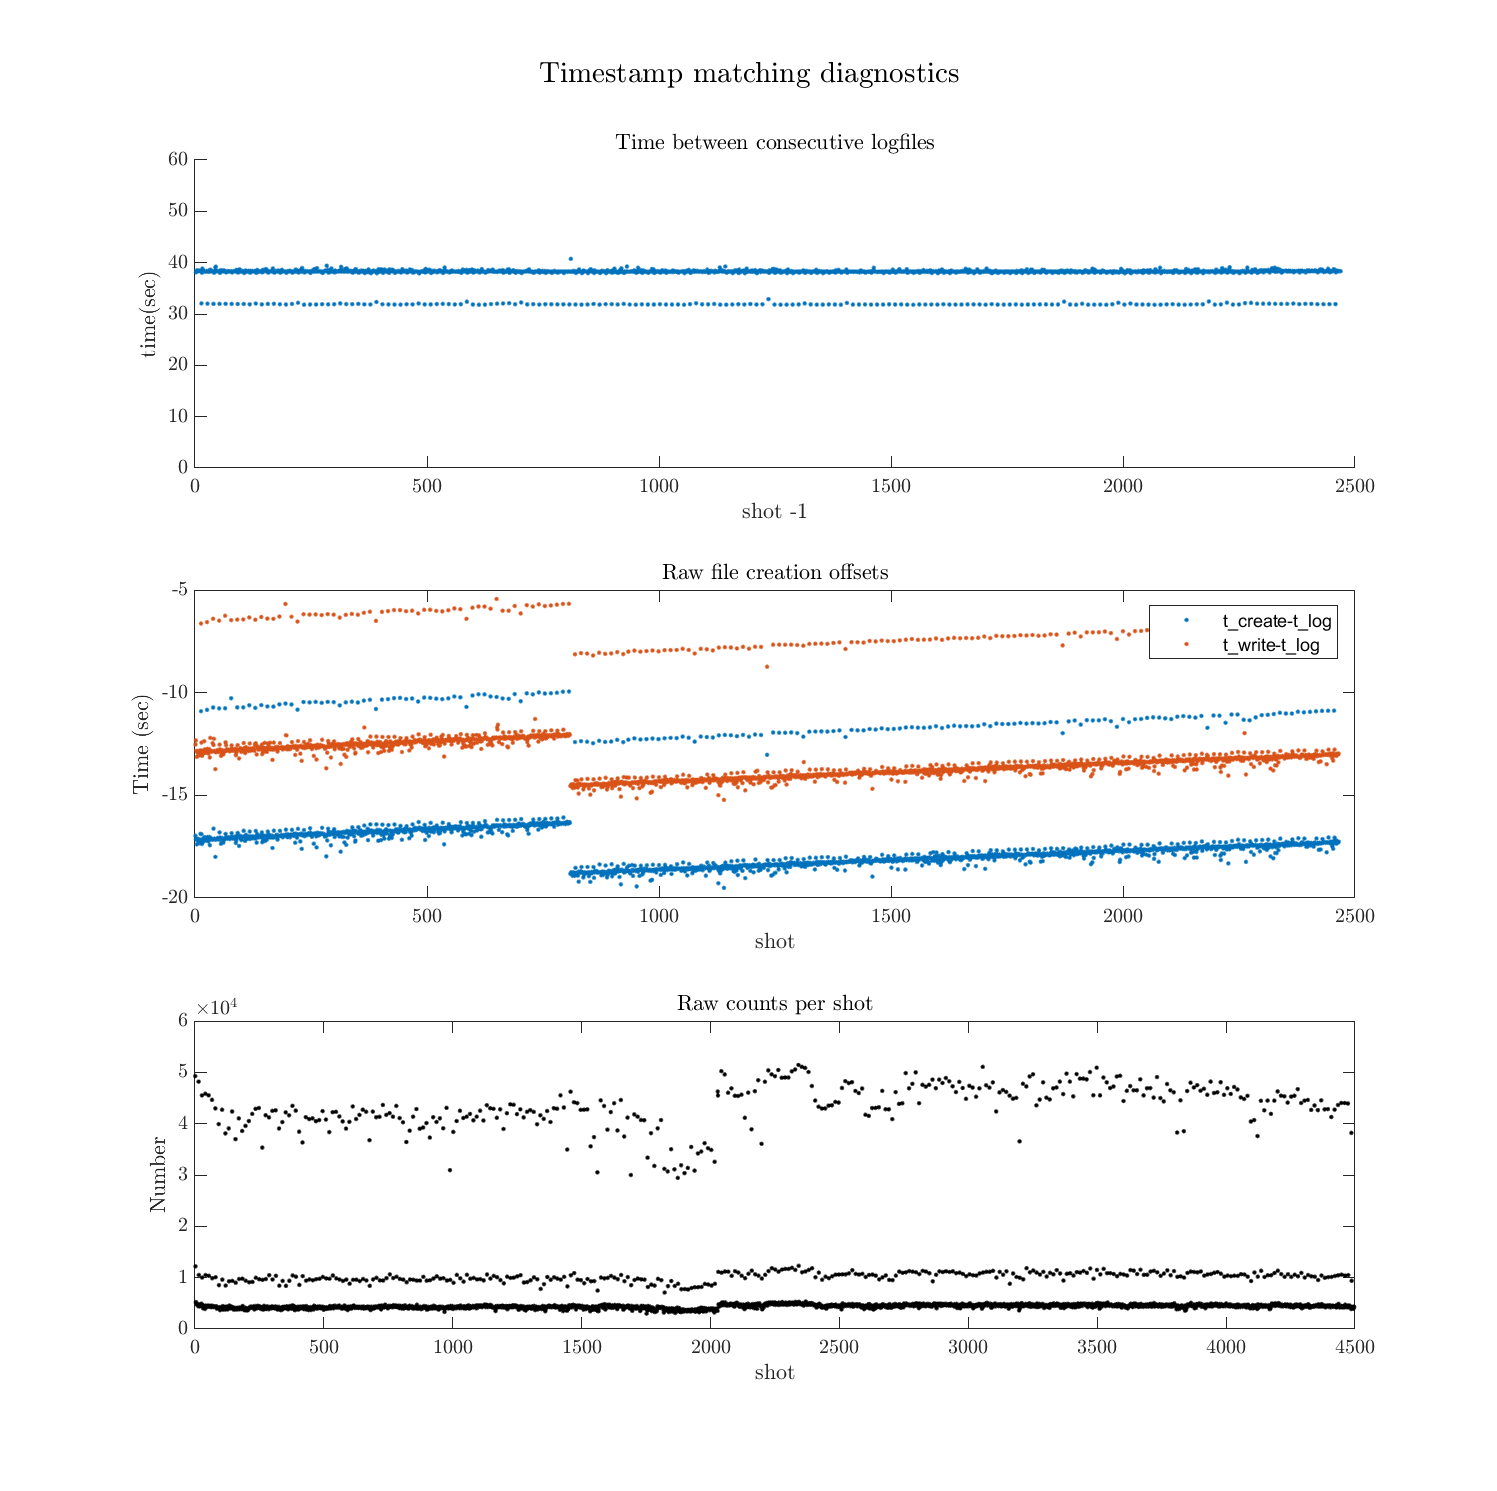 Timestamp matching diagnostics
Time between consecutive logfiles
60
50
40
30
20
10
0
time(sec)
0 500 1000 1500 2000 2500
shot -1
Raw file creation offsets
-5
-10
-15
-20
Time (sec)
t_create-t_log
t_write-t_log
0 500 1000 1500 2000 2500
shot
Raw counts per shot
×10^4
6
5
4
3
2
1
0
Number
0 500 1000 1500 2000 2500 3000 3500 4000 4500
shot